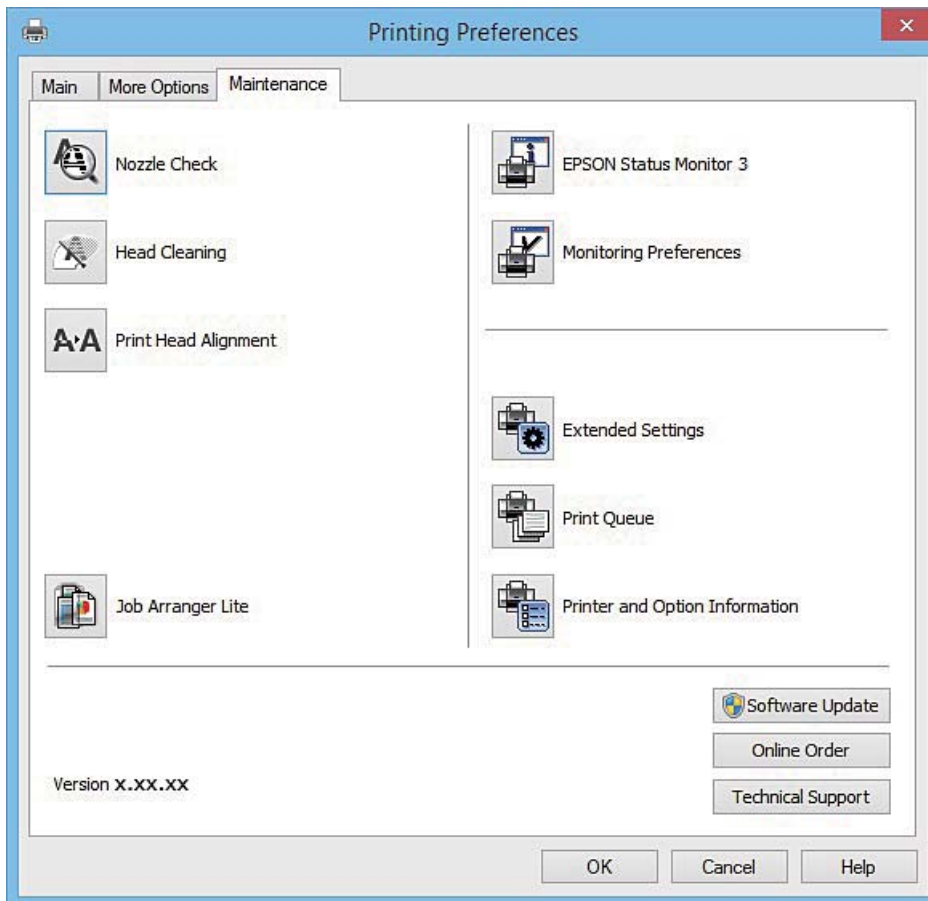 Printing Preferences
Main
More Options
Maintenance
Nozzle Check
EPSON Status Monitor 3
Head Cleaning
Monitoring Preferences
Print Head Alignment
Extended Settings
Print Queue
Job Arranger Lite
Printer and Option Information
Software Update
Online Order
Version X.XX.XX
Technical Support
OK
Cancel
Help